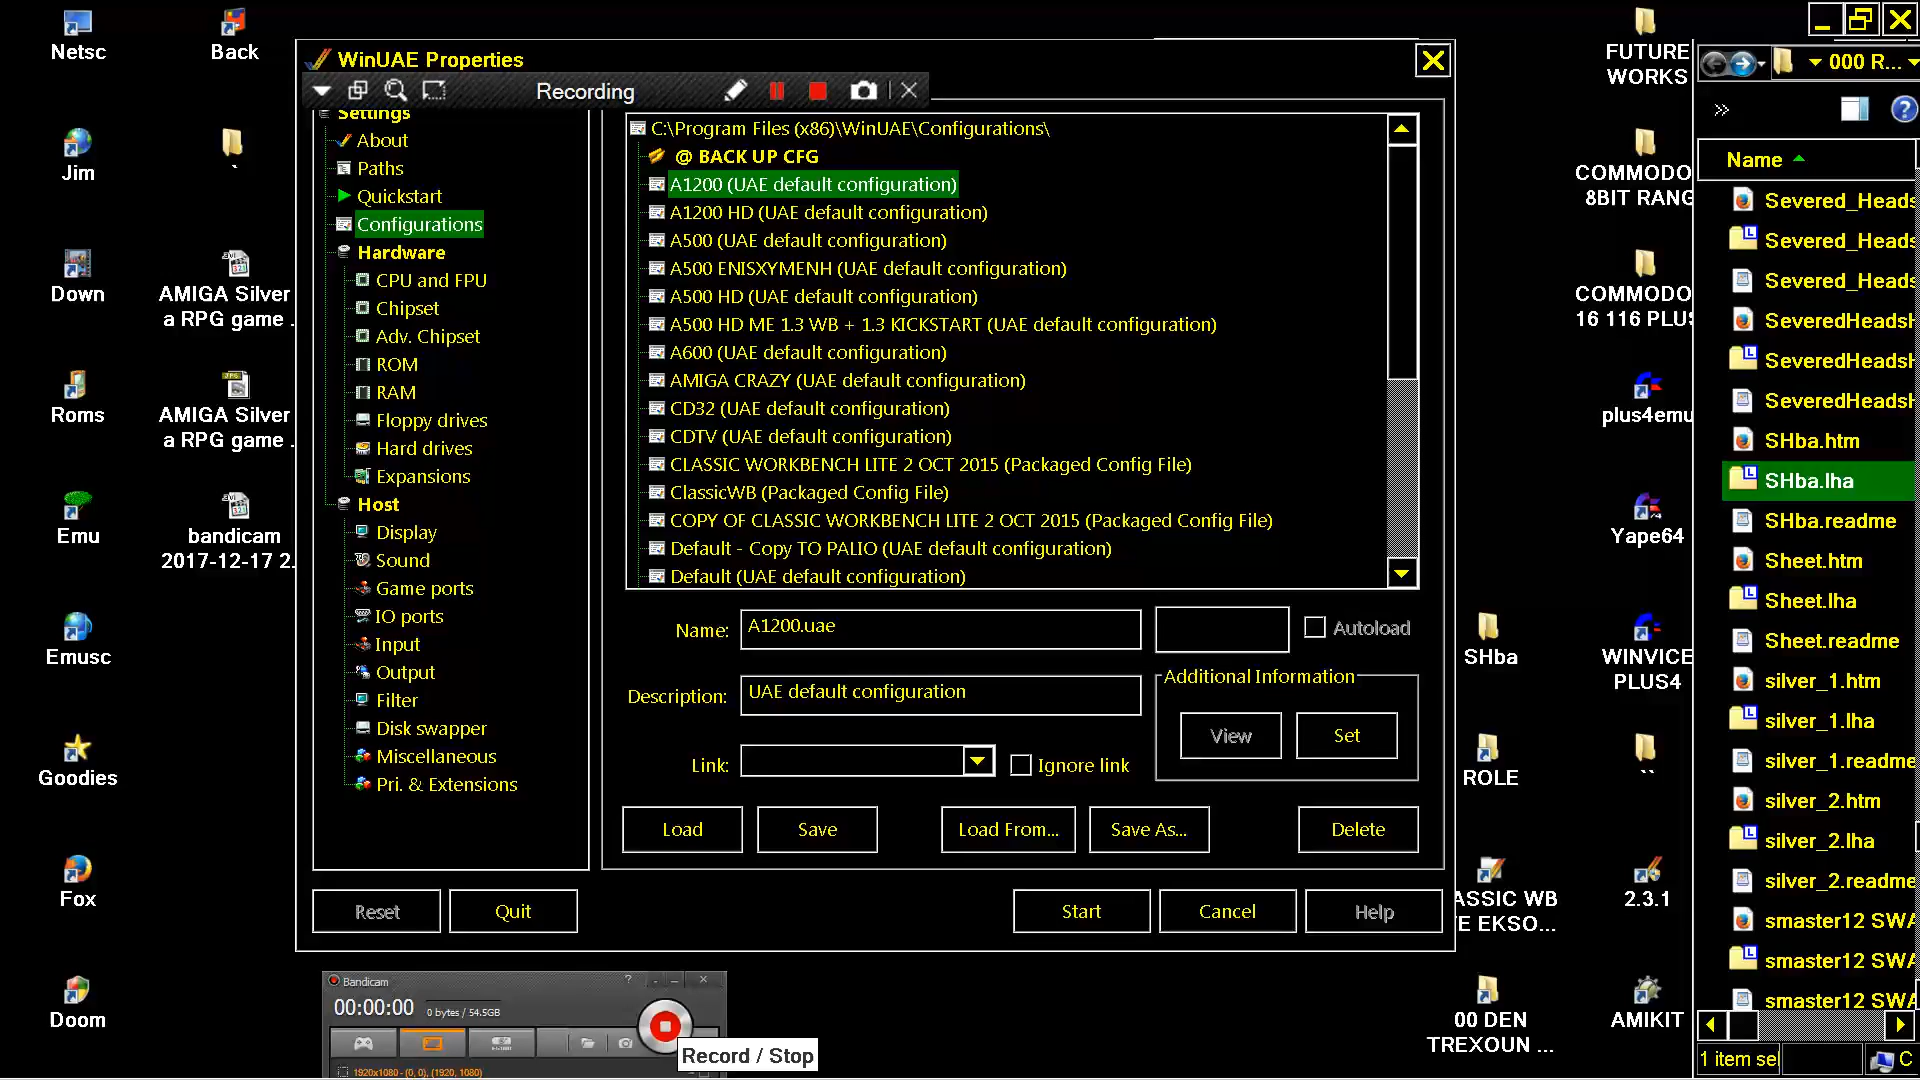 Netsc
Back
Jim
`
Down
AMIGA Silver
a RPG game .
Roms
AMIGA Silver
a RPG game .
Emu
bandicam
2017-12-17 2.
Emusc
Goodies
Fox
Doom
WinUAE Properties
Recording
Settings
About
Paths
Quickstart
Configurations
Hardware
CPU and FPU
Chipset
Adv. Chipset
ROM
RAM
Floppy drives
Hard drives
Expansions
Host
Display
Sound
Game ports
IO ports
Input
Output
Filter
Disk swapper
Miscellaneous
Pri. & Extensions
C:\Program Files (x86)\WinUAE\Configurations\
@ BACK UP CFG
A1200 (UAE default configuration)
A1200 HD (UAE default configuration)
A500 (UAE default configuration)
A500 ENISXYMENH (UAE default configuration)
A500 HD (UAE default configuration)
A500 HD ME 1.3 WB + 1.3 KICKSTART (UAE default configuration)
A600 (UAE default configuration)
AMIGA CRAZY (UAE default configuration)
CD32 (UAE default configuration)
CDTV (UAE default configuration)
CLASSIC WORKBENCH LITE 2 OCT 2015 (Packaged Config File)
ClassicWB (Packaged Config File)
COPY OF CLASSIC WORKBENCH LITE 2 OCT 2015 (Packaged Config File)
Default - Copy TO PALIO (UAE default configuration)
Default (UAE default configuration)
Name: A1200.uae
Autoload
Description: UAE default configuration
Additional Information
View
Set
Link:
Ignore link
Load
Save
Load From...
Save As...
Delete
Reset
Quit
Start
Cancel
Help
Bandicam
?
00:00:00
0 bytes / 54.5GB
1920x1080 - (0, 0), (1920, 1080)
Record / Stop
SHba
ROLE
ASSIC WB
E EKSO...
00 DEN
TREXOUN ...
FUTURE
WORKS
COMMODO
8BIT RANG
COMMODO
16 116 PLUS
plus4emu
Yape64
WINVICE
PLUS4
``
2.3.1
AMIKIT
000 R...
»
?
Name
Severed_Heads
Severed_Heads
Severed_Heads
SeveredHeadsH
SeveredHeadsH
SeveredHeadsH
SHba.htm
SHba.lha
SHba.readme
Sheet.htm
Sheet.lha
Sheet.readme
silver_1.htm
silver_1.lha
silver_1.readme
silver_2.htm
silver_2.lha
silver_2.readme
smaster12 SWA
smaster12 SWA
smaster12 SWA
1 item sel
C